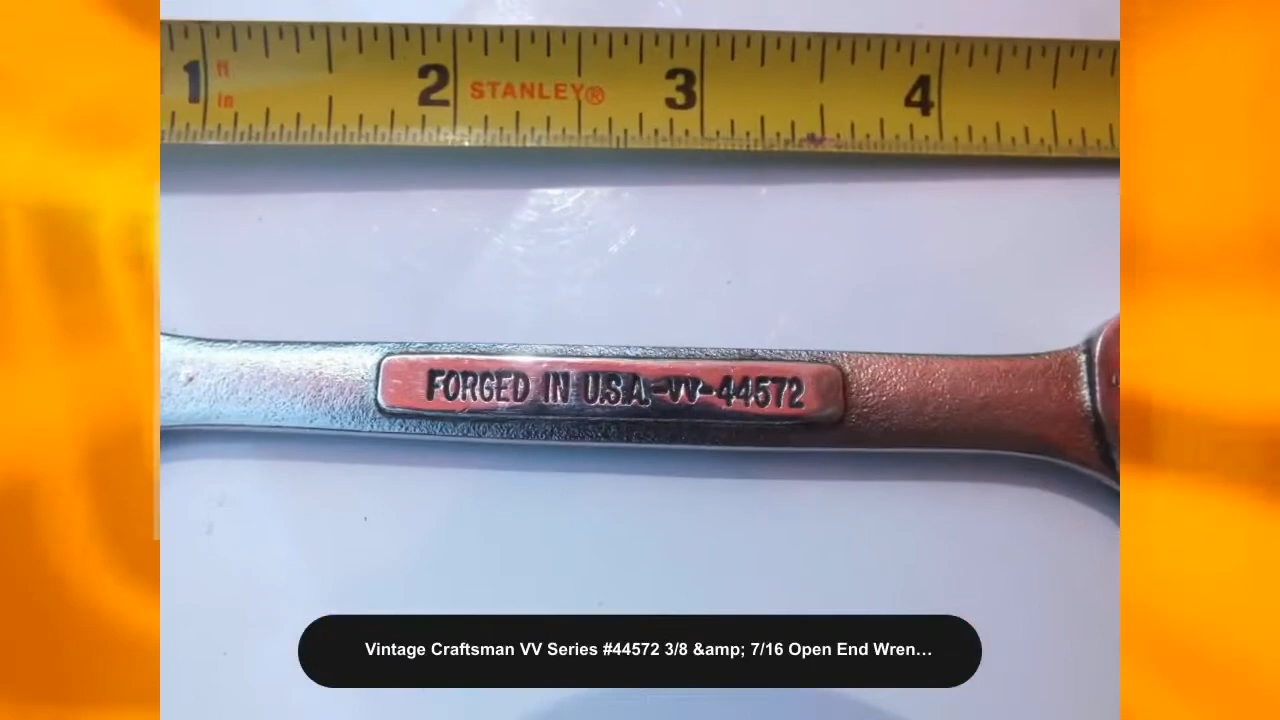 1 ft in 2 STANLEY® 3 4
FORGED IN U.S.A.-VV-44572
Vintage Craftsman VV Series #44572 3/8 &amp; 7/16 Open End Wren…